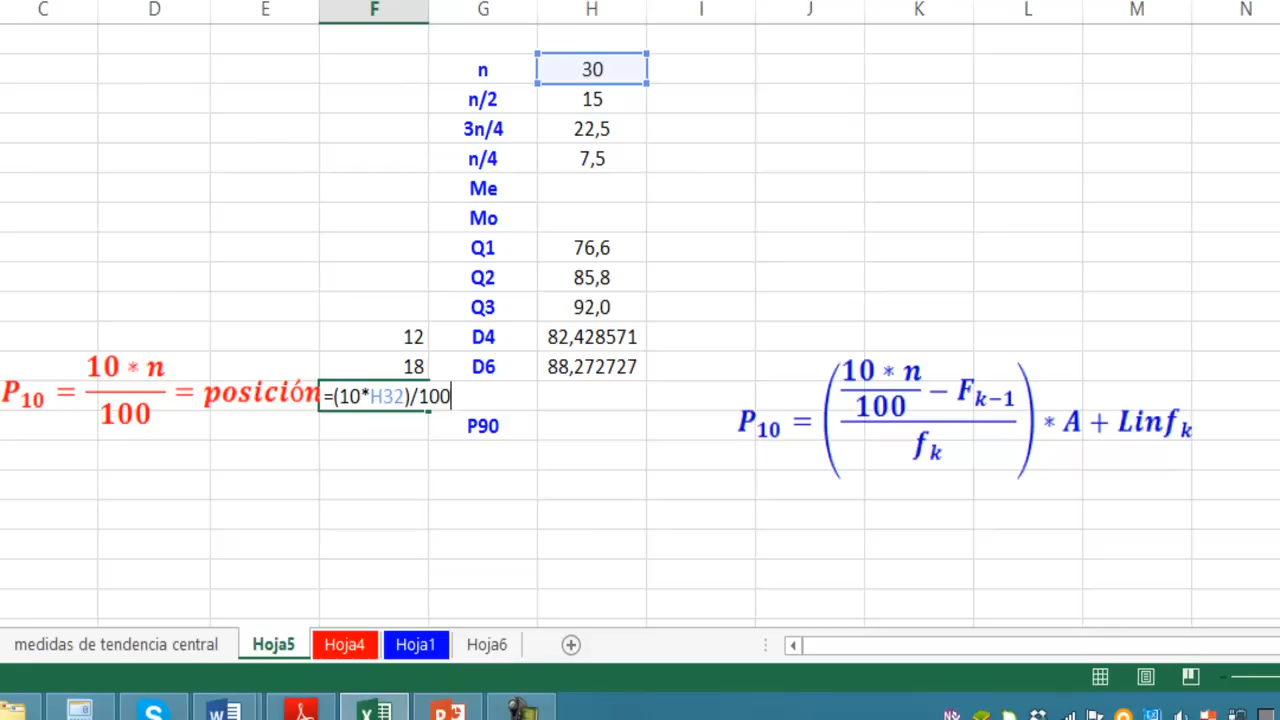 C D E F G H I J K L M N
n 30
n/2 15
3n/4 22,5
n/4 7,5
Me
Mo
Q1 76,6
Q2 85,8
Q3 92,0
12 D4 82,428571
18 D6 88,272727
P10 = 10 * n / 100 = posición
=(10*H32)/100
P90
P10 = ( (10 * n / 100 − Fk−1) / fk ) * A + Linfk
medidas de tendencia central Hoja5 Hoja4 Hoja1 Hoja6